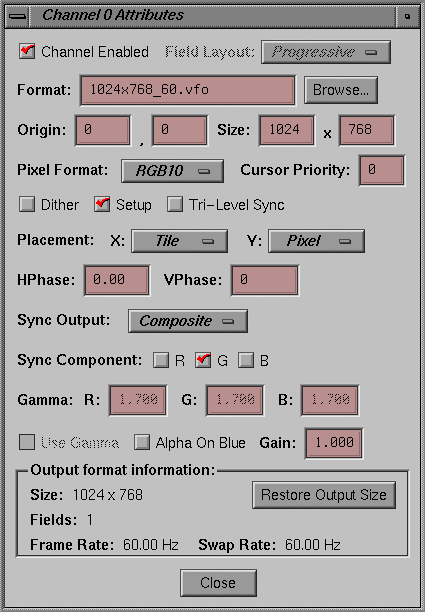 Channel 0 Attributes
Channel Enabled Field Layout: Progressive
Format: 1024x768_60.vfo Browse...
Origin: 0 , 0 Size: 1024 x 768
Pixel Format: RGB10 Cursor Priority: 0
Dither Setup Tri-Level Sync
Placement: X: Tile Y: Pixel
HPhase: 0.00 VPhase: 0
Sync Output: Composite
Sync Component: R G B
Gamma: R: 1.700 G: 1.700 B: 1.700
Use Gamma Alpha On Blue Gain: 1.000
Output format information:
Size: 1024 x 768 Restore Output Size
Fields: 1
Frame Rate: 60.00 Hz Swap Rate: 60.00 Hz
Close